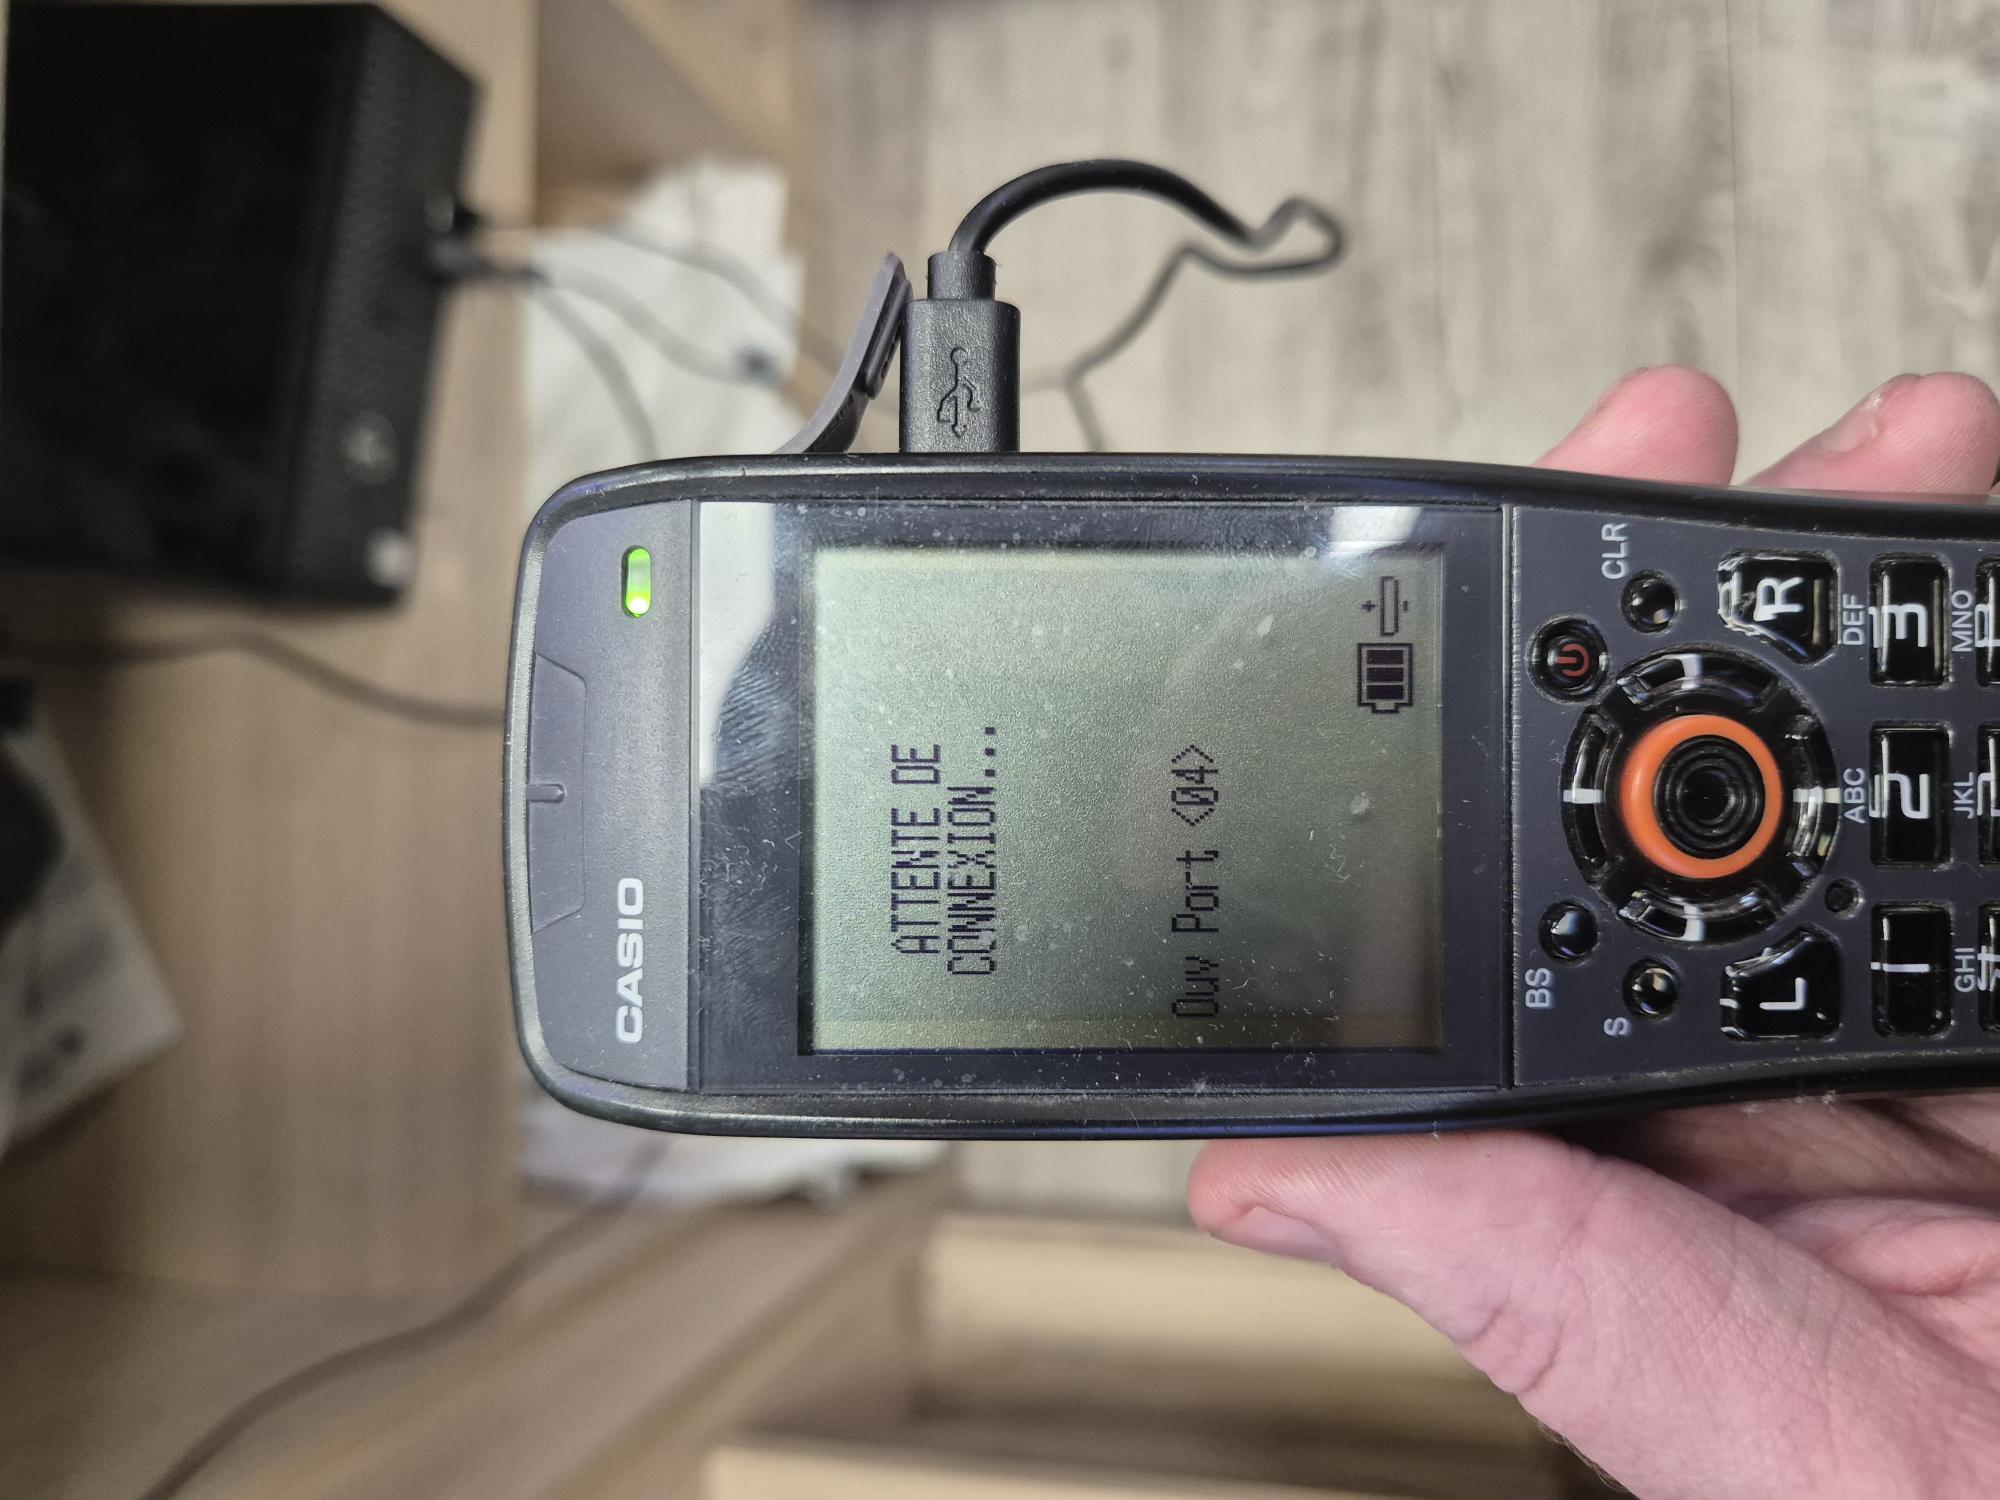 CASIO
ATTENTE DE
CONNEXION...
Ouv Port <04>
BS
S
CLR
L
R
ABC
DEF
1
2
3
GHI
JKL
MNO